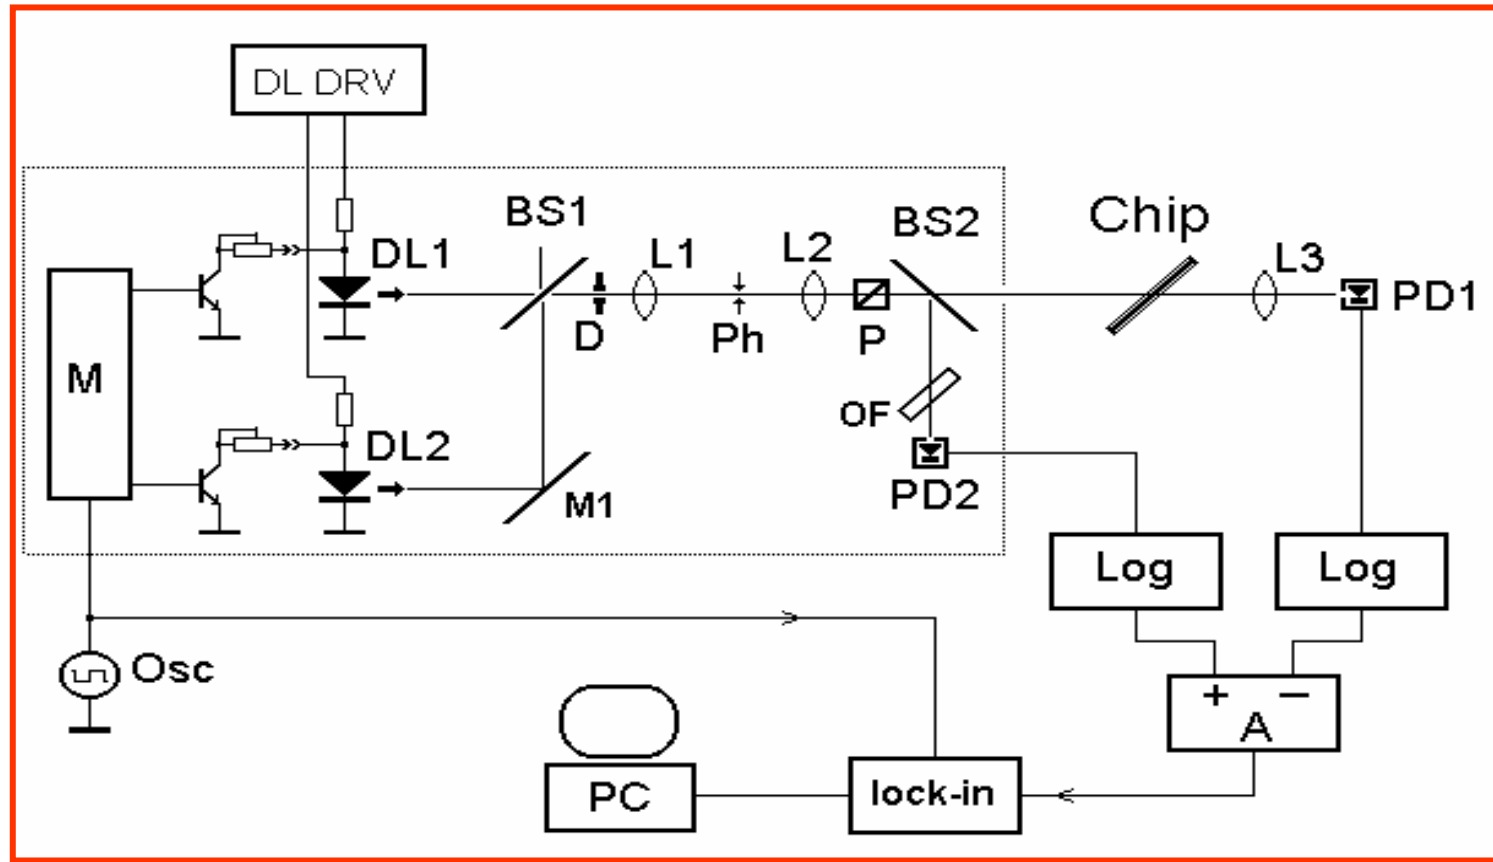 DL DRV
BS1
BS2
Chip
DL1
L1
L2
L3
PD1
D
Ph
P
M
OF
DL2
M1
PD2
Log
Log
Osc
+ −
A
PC
lock-in